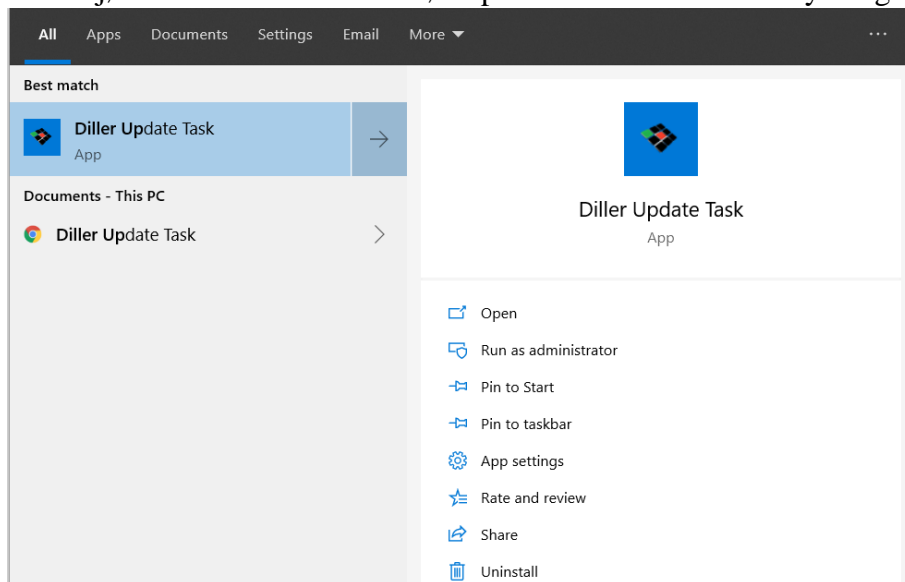 All Apps Documents Settings Email More ...
Best match
Diller Update Task
App
Documents - This PC
Diller Update Task
Diller Update Task
App
Open
Run as administrator
Pin to Start
Pin to taskbar
App settings
Rate and review
Share
Uninstall